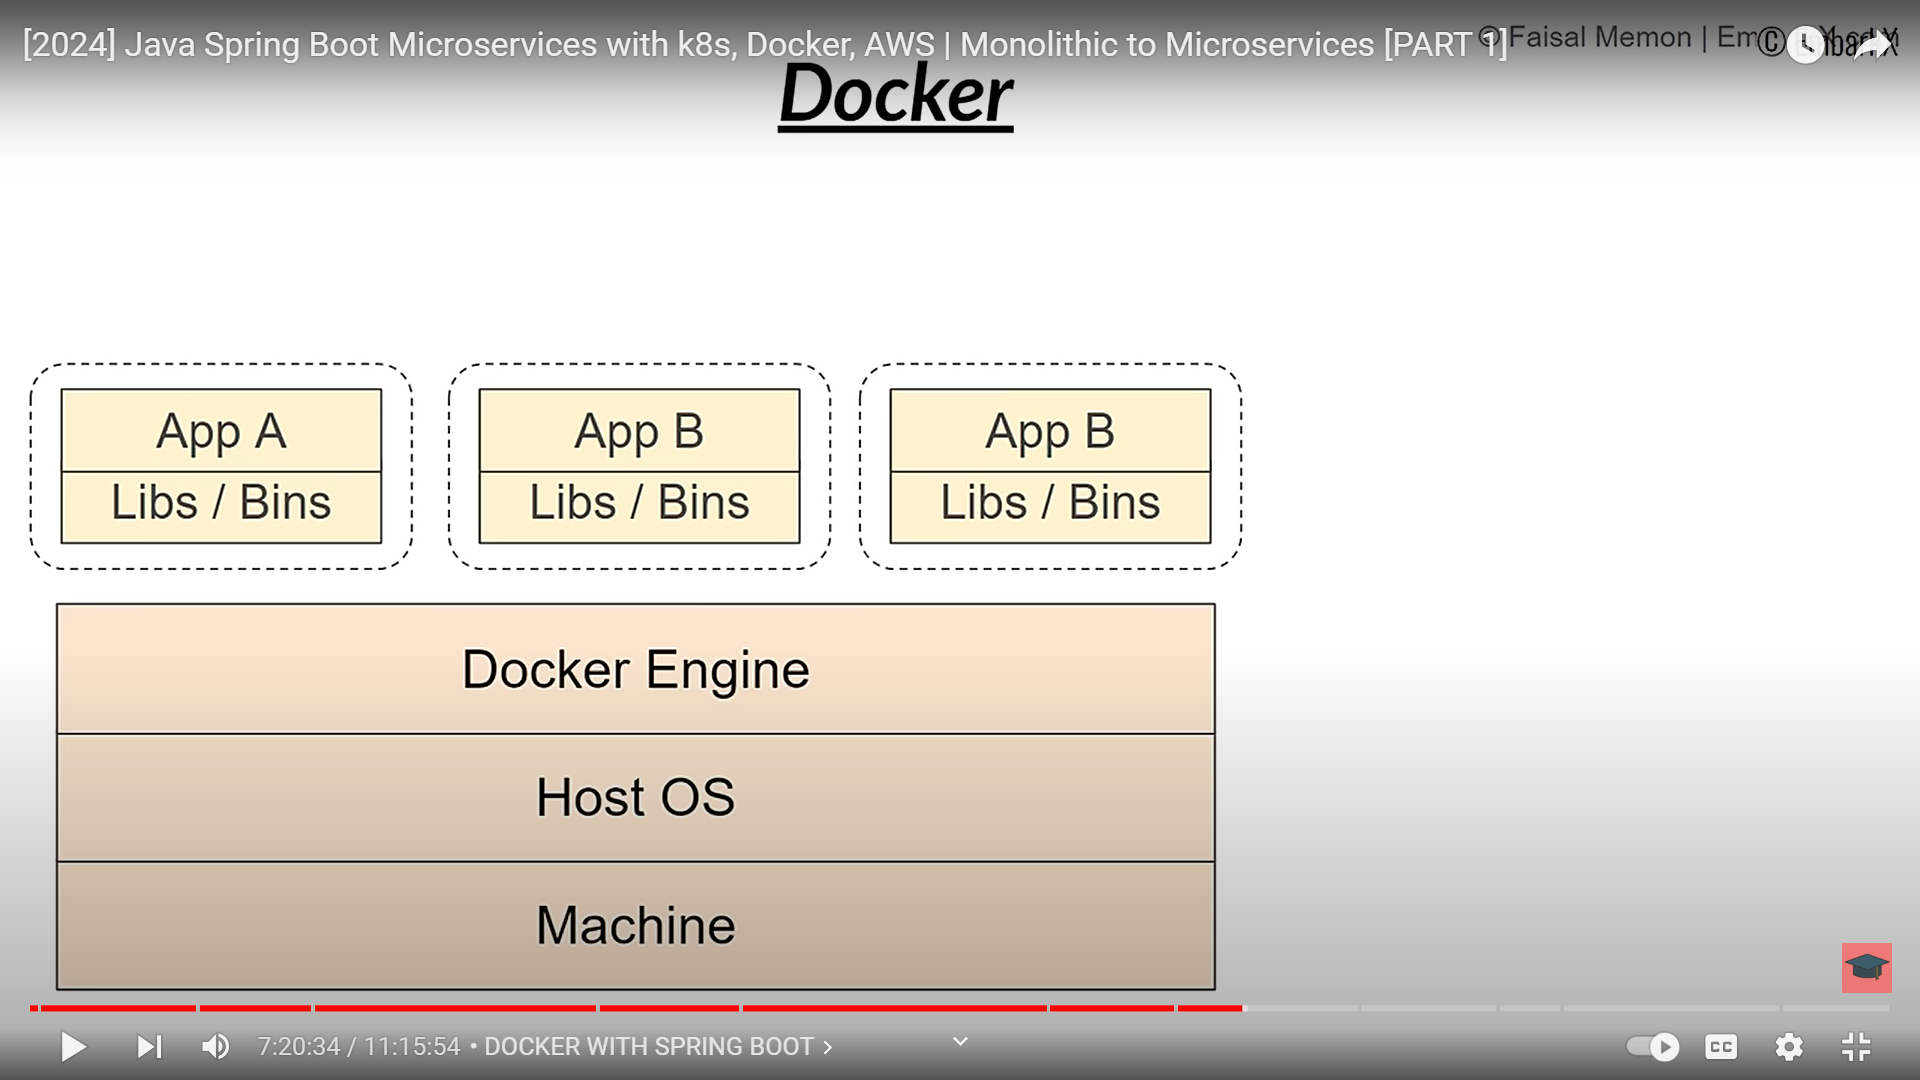 [2024] Java Spring Boot Microservices with k8s, Docker, AWS | Monolithic to Microservices [PART 1]
© Faisal Memon |
Docker
App A
Libs / Bins
App B
Libs / Bins
App B
Libs / Bins
Docker Engine
Host OS
Machine
7:20:34 / 11:15:54 • DOCKER WITH SPRING BOOT >
CC